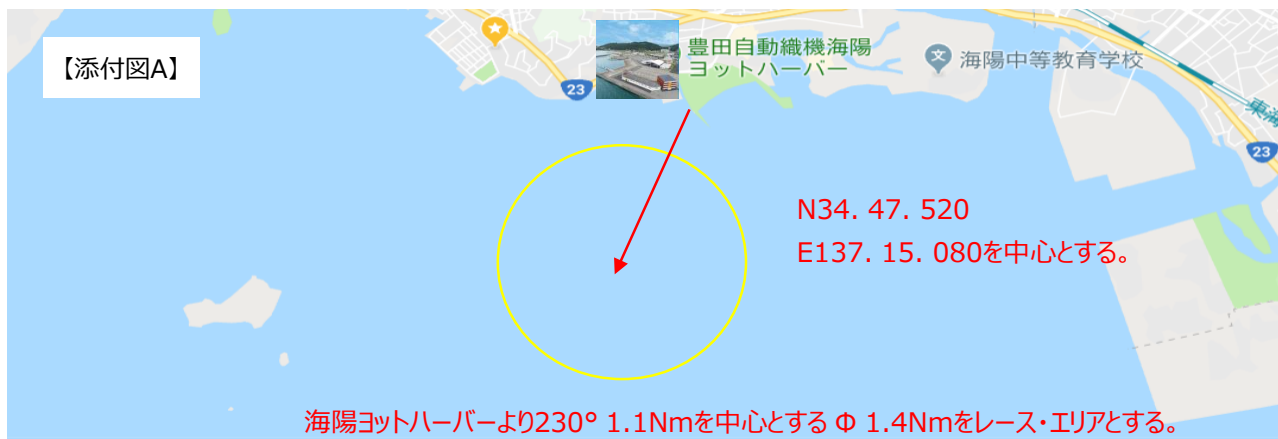 【添付図A】
23
豊田自動織機海陽
ヨットハーバー
文
海陽中等教育学校
東海
23
N34. 47. 520
E137. 15. 080を中心とする。
海陽ヨットハーバーより230° 1.1Nmを中心とする Φ 1.4Nmをレース・エリアとする。